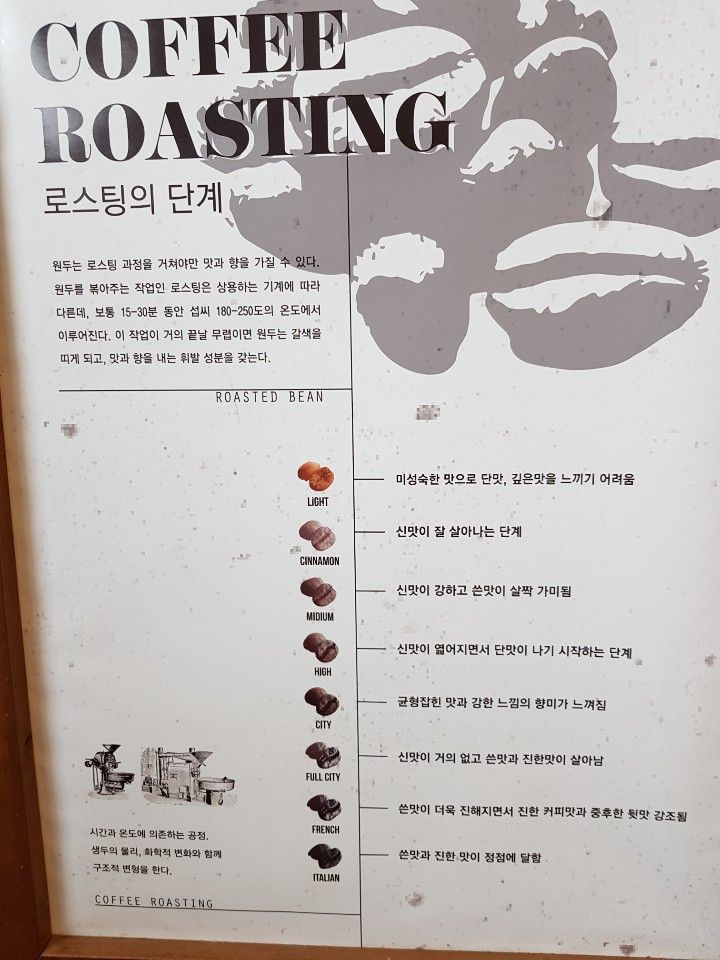 COFFEE
ROASTING
로스팅의 단계
원두는 로스팅 과정을 거쳐야만 맛과 향을 가질 수 있다.
원두를 볶아주는 작업인 로스팅은 상용하는 기계에 따라
다른데, 보통 15-30분 동안 섭씨 180-250도의 온도에서
이루어진다. 이 작업이 거의 끝날 무렵이면 원두는 갈색을
띠게 되고, 맛과 향을 내는 휘발 성분을 갖는다.
ROASTED BEAN
LIGHT
미성숙한 맛으로 단맛, 깊은맛을 느끼기 어려움
CINNAMON
신맛이 잘 살아나는 단계
MIDIUM
신맛이 강하고 쓴맛이 살짝 가미됨
HIGH
신맛이 엷어지면서 단맛이 나기 시작하는 단계
CITY
균형잡힌 맛과 강한 느낌의 향미가 느껴짐
FULL CITY
신맛이 거의 없고 쓴맛과 진한맛이 살아남
FRENCH
쓴맛이 더욱 진해지면서 진한 커피맛과 중후한 뒷맛 강조됨
ITALIAN
쓴맛과 진한 맛이 정점에 달함
시간과 온도에 의존하는 공정.
생두의 물리, 화학적 변화와 함께
구조적 변형을 한다.
COFFEE ROASTING